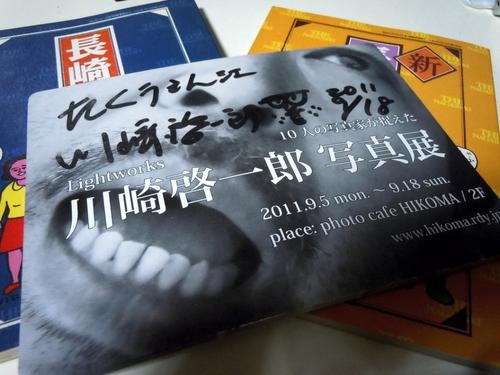 長崎
新
たくうさん江
川崎啓一郎
9/18
10人の写真家が捉えた
Lightworks
川崎啓一郎 写真展
2011.9.5 mon. ～ 9.18 sun.
place: photo cafe HIKOMA / 2F
www.hikoma.rdy.j